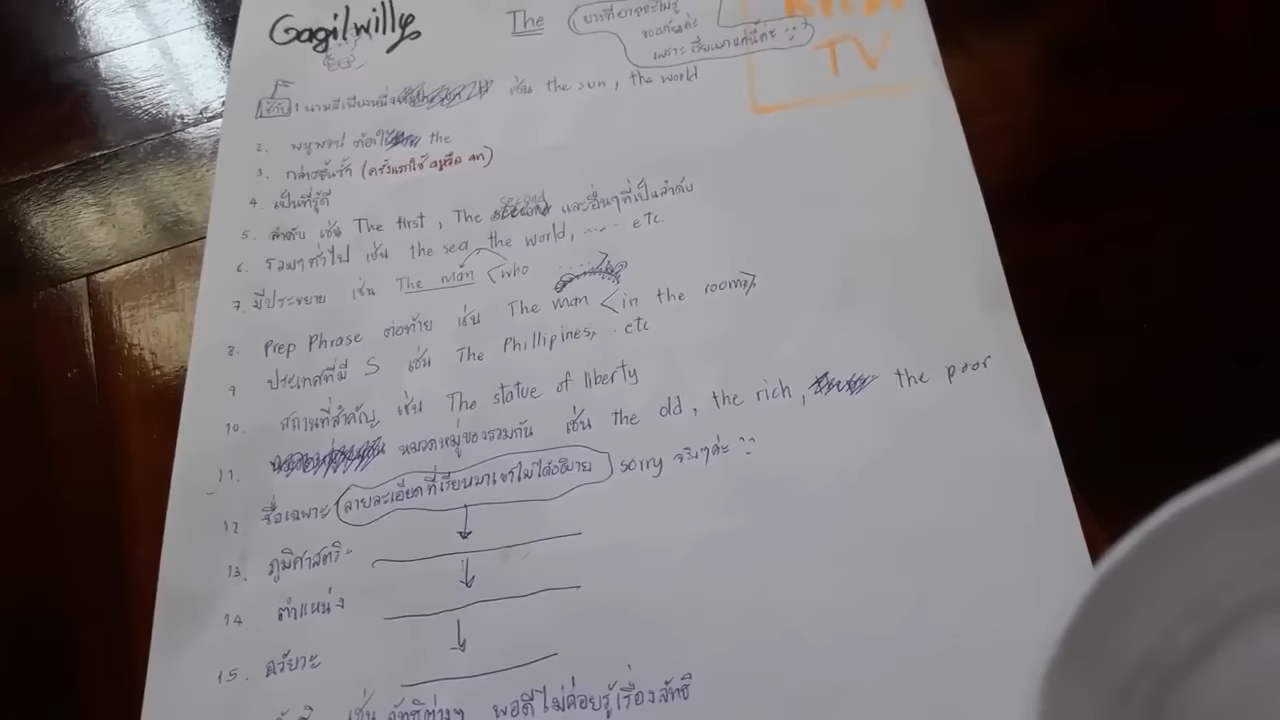 Gagilwilly
The
บางที่อาจจะไม่รู้
ขออภัยค่ะ
เพราะเรียนมาแค่นี้ค่ะ
TV
ใช้กับ 1. นามมีเพียงหนึ่ง เช่น the sun, the world
2. พหูพจน์ ต้องใช้ the
3. กล่าวซ้ำ (ครั้งแรกใช้ a หรือ an)
4. เป็นที่รู้ดี
5. ลำดับ เช่น The first, The second และอื่นๆที่เป็นลำดับ
6. รวมๆทั่วไป เช่น the sea the world, ..... etc.
7. มีประขยาย เช่น The man <who ......>
8. Prep Phrase ต่อท้าย เช่น The man <in the room>
9 ประเทศที่มี S เช่น The Phillipines, . etc
10. สถานที่สำคัญ เช่น The statue of liberty
11. หมวดหมู่ของรวมกัน เช่น the old, the rich, the poor
12 ชื่อเฉพาะ รายละเอียดที่เรียนมาเขาไม่ได้อธิบาย sorry จริงๆค่ะ
13. ภูมิศาสตร์
14 ตำแหน่ง
15. อวัยวะ
เช่น ลัทธิต่างๆ พอดีไม่ค่อยรู้เรื่องลัทธิ